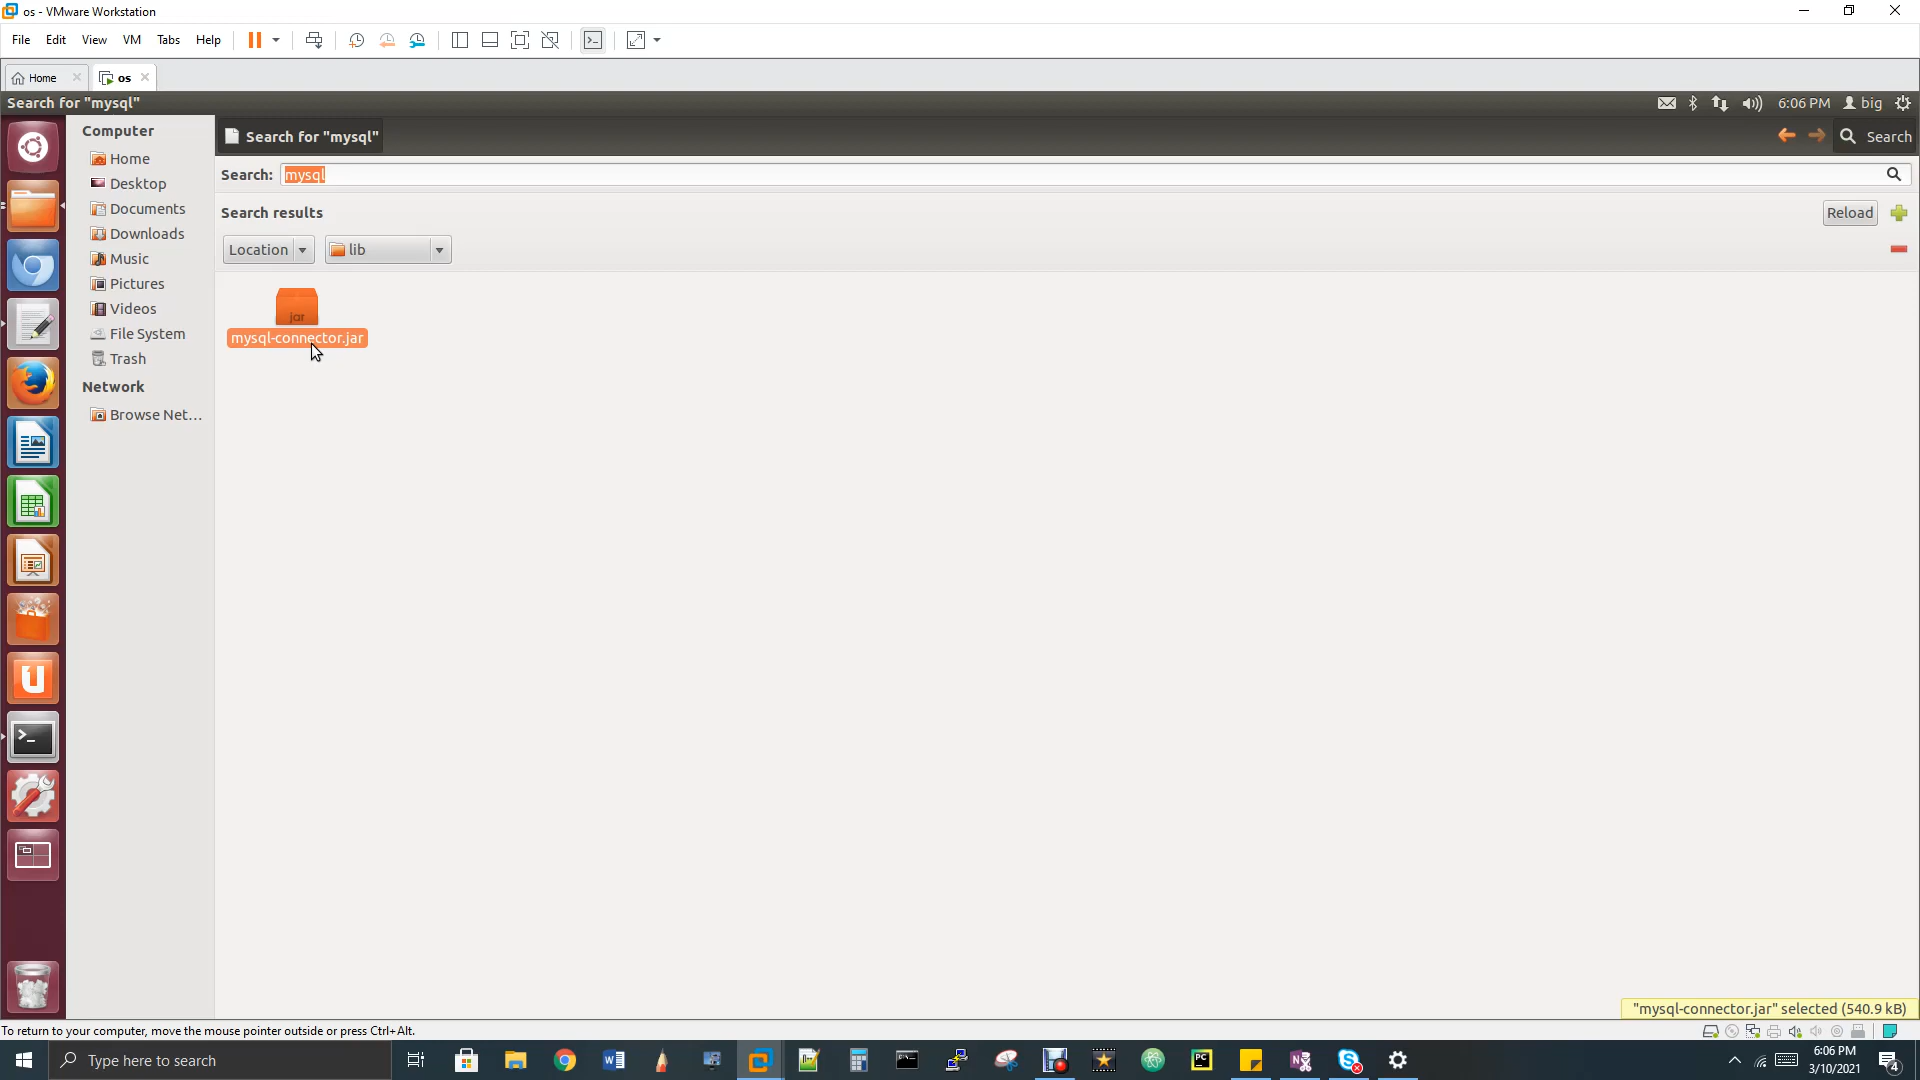 os - VMware Workstation
File Edit View VM Tabs Help
Home os
Search for "mysql"
6:06 PM big
Computer
Home
Desktop
Documents
Downloads
Music
Pictures
Videos
File System
Trash
Network
Browse Net...
Search for "mysql"
Search
Search: mysql
Search results
Reload
Location lib
jar
mysql-connector.jar
"mysql-connector.jar" selected (540.9 kB)
To return to your computer, move the mouse pointer outside or press Ctrl+Alt.
Type here to search
6:06 PM
3/10/2021
4